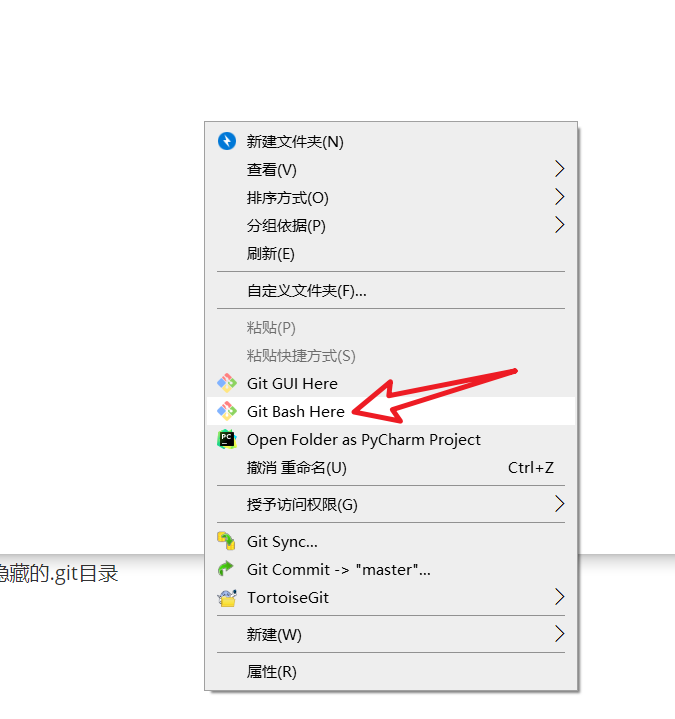 新建文件夹(N)
查看(V)
排序方式(O)
分组依据(P)
刷新(E)
自定义文件夹(F)...
粘贴(P)
粘贴快捷方式(S)
Git GUI Here
Git Bash Here
PC Open Folder as PyCharm Project
撤消 重命名(U) Ctrl+Z
授予访问权限(G)
Git Sync...
隐藏的.git目录
Git Commit -> "master"...
TortoiseGit
新建(W)
属性(R)